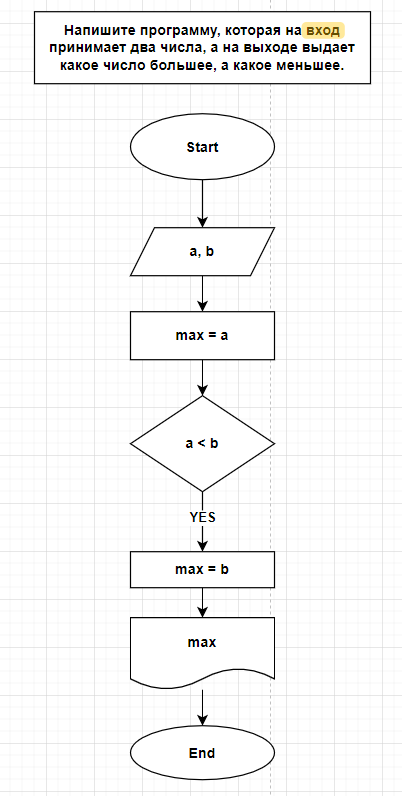 Напишите программу, которая на вход
принимает два числа, а на выходе выдает
какое число большее, а какое меньшее.
Start
a, b
max = a
a < b
YES
max = b
max
End